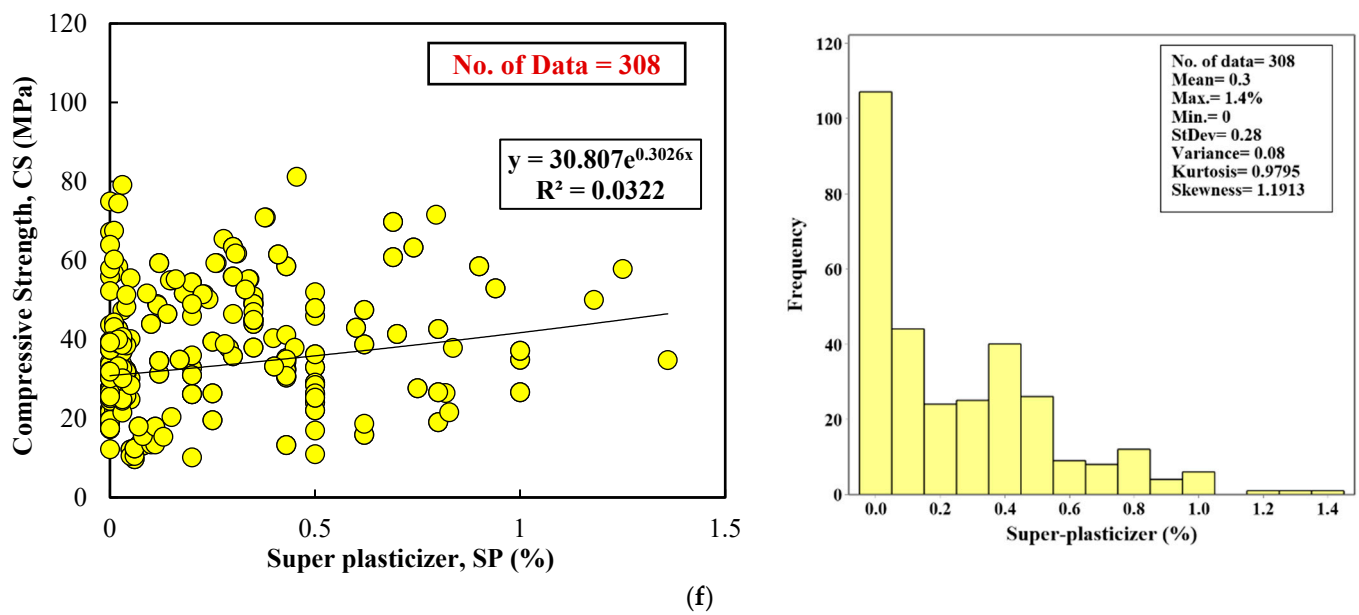 120
100
80
60
40
20
0
Compressive Strength, CS (MPa)
No. of Data = 308
y = 30.807e^0.3026x
R² = 0.0322
0
0.5
1
1.5
Super plasticizer, SP (%)
120
100
80
60
40
20
0
Frequency
No. of data= 308
Mean= 0.3
Max.= 1.4%
Min.= 0
StDev= 0.28
Variance= 0.08
Kurtosis= 0.9795
Skewness= 1.1913
0.0
0.2
0.4
0.6
0.8
1.0
1.2
1.4
Super-plasticizer (%)
(f)